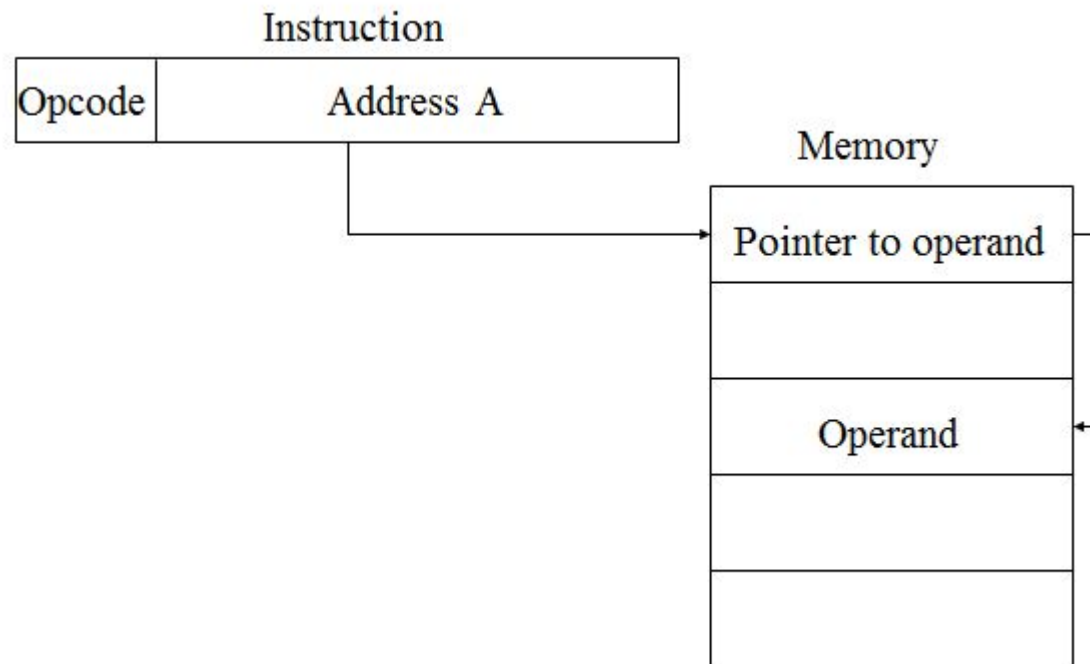 Instruction
Opcode
Address A
Memory
Pointer to operand
Operand